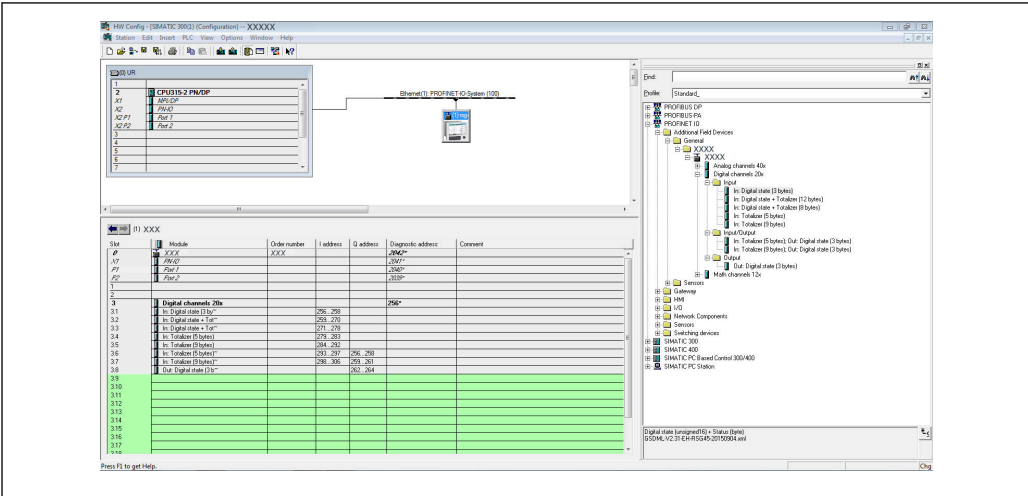 HW Config - [SIMATIC 300(1) (Configuration) -- XXXXX
Station Edit Insert PLC View Options Window Help
(0) UR
1
2 CPU315-2 PN/DP
X1 MPI/DP
X2 PN-IO
X2 P1 Port 1
X2 P2 Port 2
3
4
5
6
7
Ethernet(1): PROFINET-IO-System (100)
(1)
Find:
Profile: Standard_
PROFIBUS DP
PROFIBUS-PA
PROFINET IO
Additional Field Devices
General
XXXX
XXXX
Analog channels 40x
Digital channels 20x
Input
In: Digital state (3 bytes)
In: Digital state + Totalizer (12 bytes)
In: Digital state + Totalizer (8 bytes)
In: Totalizer (5 bytes)
In: Totalizer (9 bytes)
Input/Output
In: Totalizer (5 bytes); Out: Digital state (3 bytes)
In: Totalizer (9 bytes); Out: Digital state (3 bytes)
Output
Out: Digital state (3 bytes)
Math channels 12x
Sensors
Gateway
HMI
I/O
Network Components
Sensors
Switching devices
SIMATIC 300
SIMATIC 400
SIMATIC PC Based Control 300/400
SIMATIC PC Station
(1) XXX
Slot Module Order number I address Q address Diagnostic address Comment
0 XXX XXX 2042*
X1 PN-IO 2041*
P1 Port 1 2040*
P2 Port 2 2039*
1
2
3 Digital channels 20x 256*
3.1 In: Digital state (3 by~ 256...258
3.2 In: Digital state + Tot~ 259...270
3.3 In: Digital state + Tot~ 271...278
3.4 In: Totalizer (5 bytes) 279...283
3.5 In: Totalizer (9 bytes) 284...292
3.6 In: Totalizer (5 bytes)~ 293...297 256...258
3.7 In: Totalizer (9 bytes)~ 298...306 259...261
3.8 Out: Digital state (3 b~ 262...264
3.9
3.10
3.11
3.12
3.13
3.14
3.15
3.16
3.17
3.18
Digital state (unsigned16) + Status (byte)
GSDML-V2.31-EH-RSG45-20150904.xml
Press F1 to get Help.
Chg